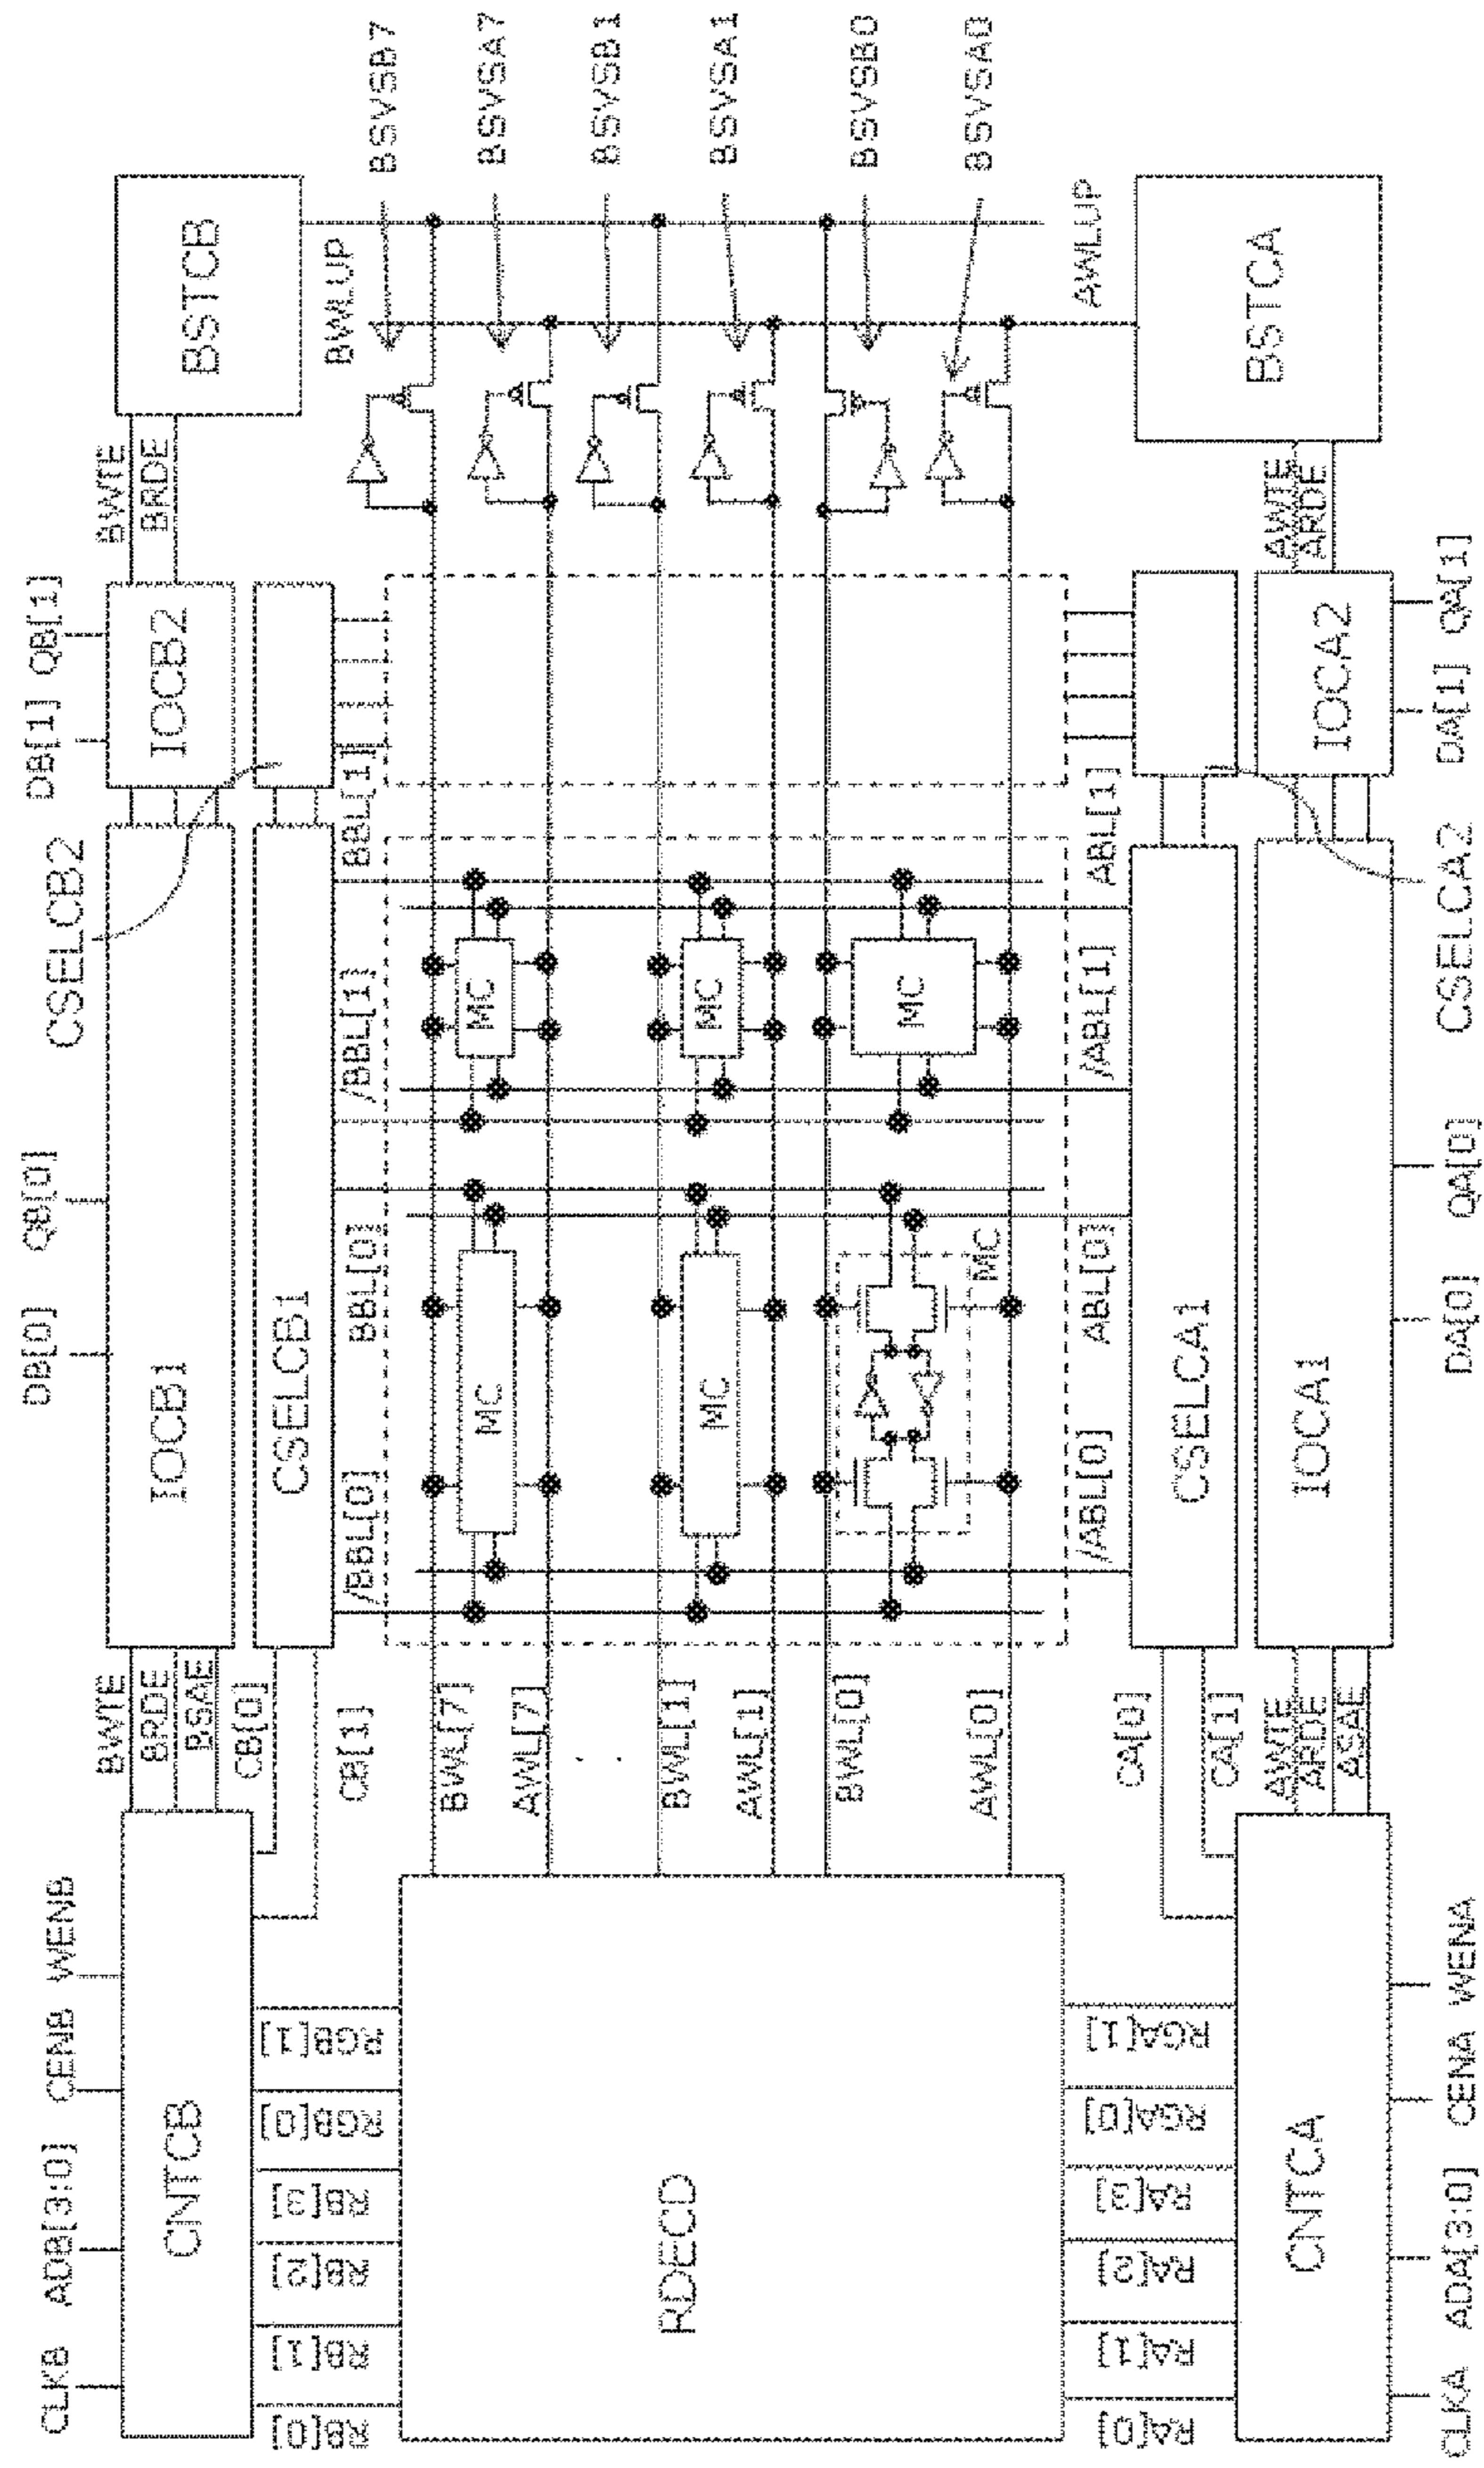 CLKB
ADB[3:0]
CENB
WENB
DB[0]
QB[0]
DB[1]
QB[1]
CNTCB
BWTE
BRDE
BSAE
CB[0]
CB[1]
IOCB1
CSELCB1
CSELCB2
IOCB2
BWTE
BRDE
BSTCB
BWLUP
RB[0]
RB[1]
RB[2]
RB[3]
RGB[0]
RGB[1]
/BBL[0]
BBL[0]
/BBL[1]
BBL[1]
BSVSB7
BSVSA7
BSVSB1
BSVSA1
BSVSB0
BSVSA0
RDECD
BWL[7]
AWL[7]
BWL[1]
AWL[1]
BWL[0]
AWL[0]
MC
MC
MC
MC
MC
MC
RA[0]
RA[1]
RA[2]
RA[3]
RGA[0]
RGA[1]
/ABL[0]
ABL[0]
/ABL[1]
ABL[1]
AWLUP
CNTCA
CA[0]
CA[1]
AWTE
ARDE
ASAE
CSELCA1
IOCA1
CSELCA2
IOCA2
AWTE
ARDE
BSTCA
CLKA
ADA[3:0]
CENA
WENA
DA[0]
QA[0]
DA[1]
QA[1]